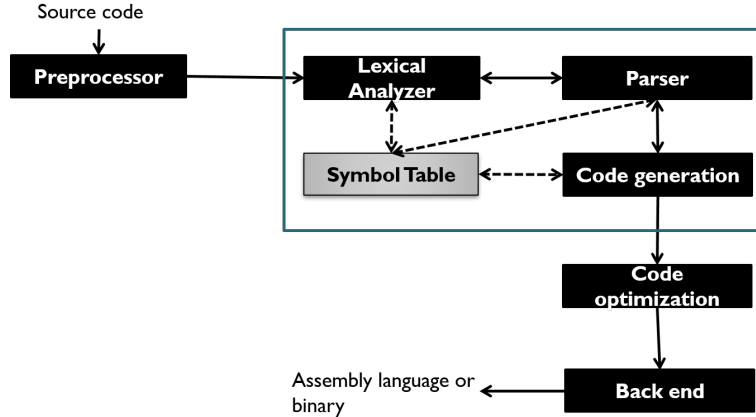 Source code
Preprocessor
Lexical
Analyzer
Parser
Symbol Table
Code generation
Code
optimization
Assembly language or
binary
Back end